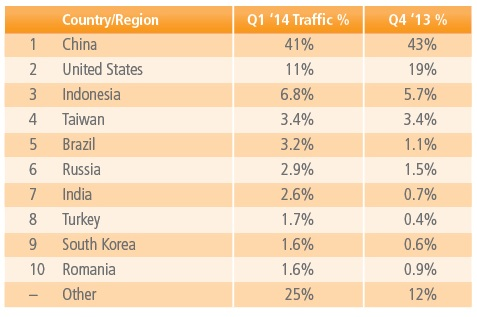 Country/Region Q1 ‘14 Traffic % Q4 ‘13 %
1 China 41% 43%
2 United States 11% 19%
3 Indonesia 6.8% 5.7%
4 Taiwan 3.4% 3.4%
5 Brazil 3.2% 1.1%
6 Russia 2.9% 1.5%
7 India 2.6% 0.7%
8 Turkey 1.7% 0.4%
9 South Korea 1.6% 0.6%
10 Romania 1.6% 0.9%
– Other 25% 12%